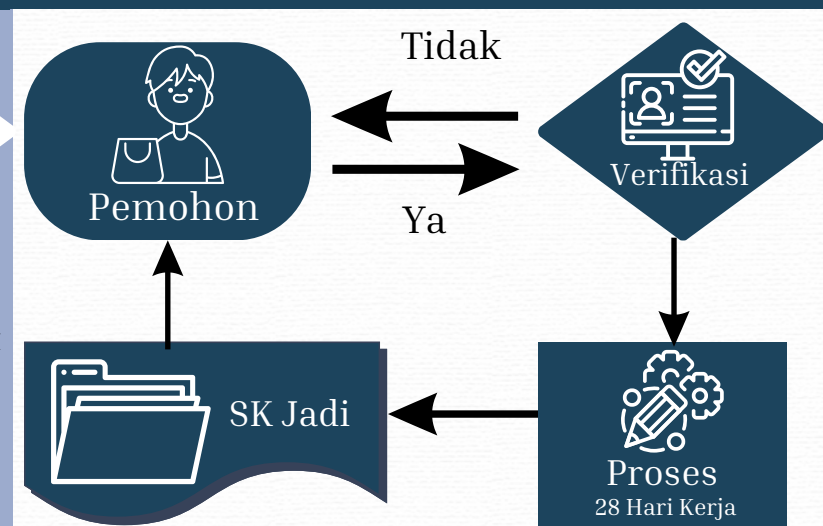 Tidak
Pemohon
Ya
Verifikasi
SK Jadi
Proses
28 Hari Kerja